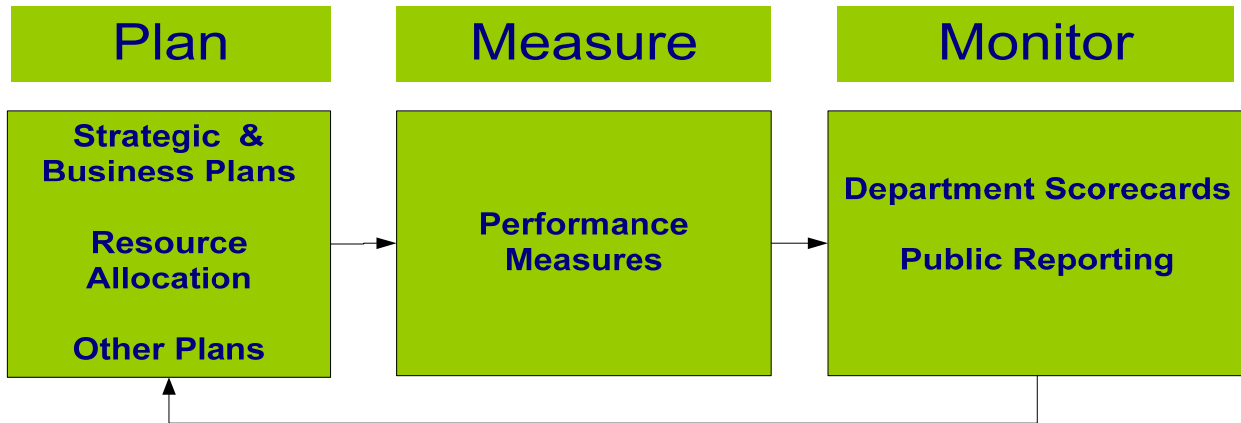 Plan
Measure
Monitor
Strategic & 
Business Plans
Resource
Allocation
Other Plans
Performance
Measures
Department Scorecards
Public Reporting